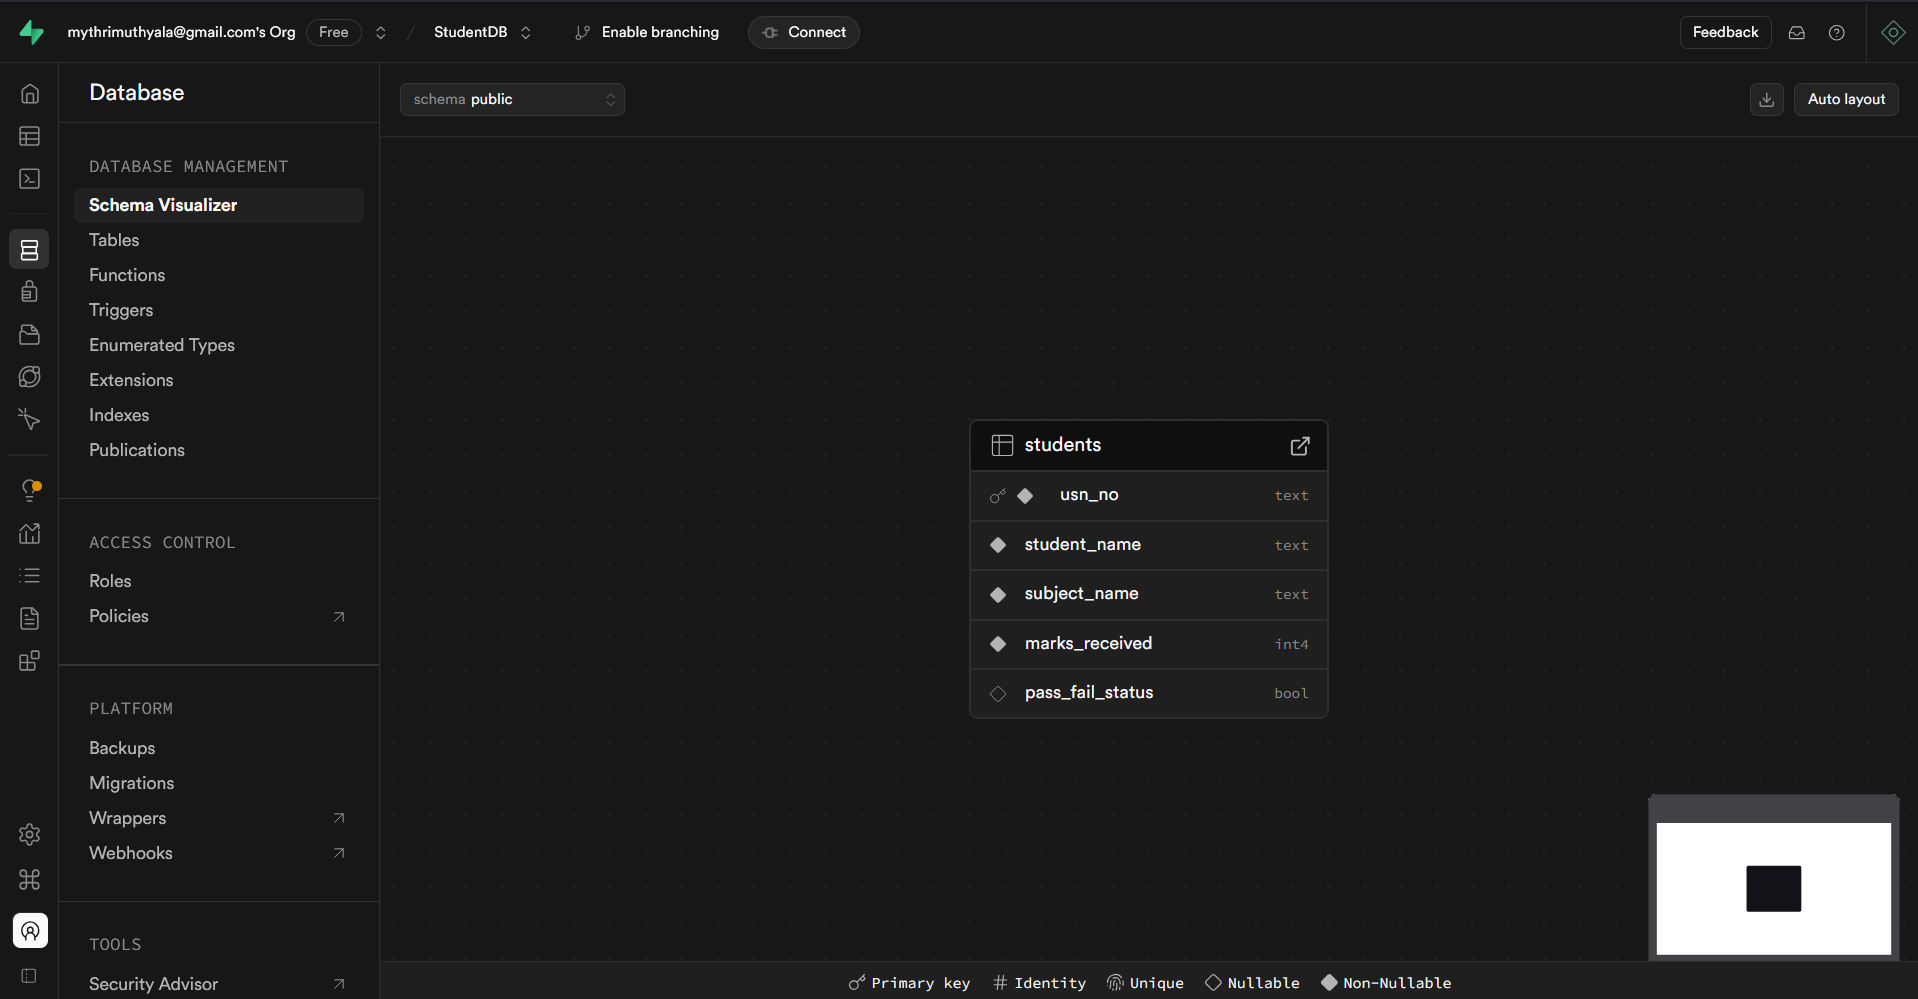 mythrimuthyala@gmail.com's Org Free / StudentDB Enable branching Connect Feedback
Database
DATABASE MANAGEMENT
Schema Visualizer
Tables
Functions
Triggers
Enumerated Types
Extensions
Indexes
Publications
ACCESS CONTROL
Roles
Policies
PLATFORM
Backups
Migrations
Wrappers
Webhooks
TOOLS
Security Advisor
schema public
Auto layout
students
usn_no text
student_name text
subject_name text
marks_received int4
pass_fail_status bool
Primary key Identity Unique Nullable Non-Nullable